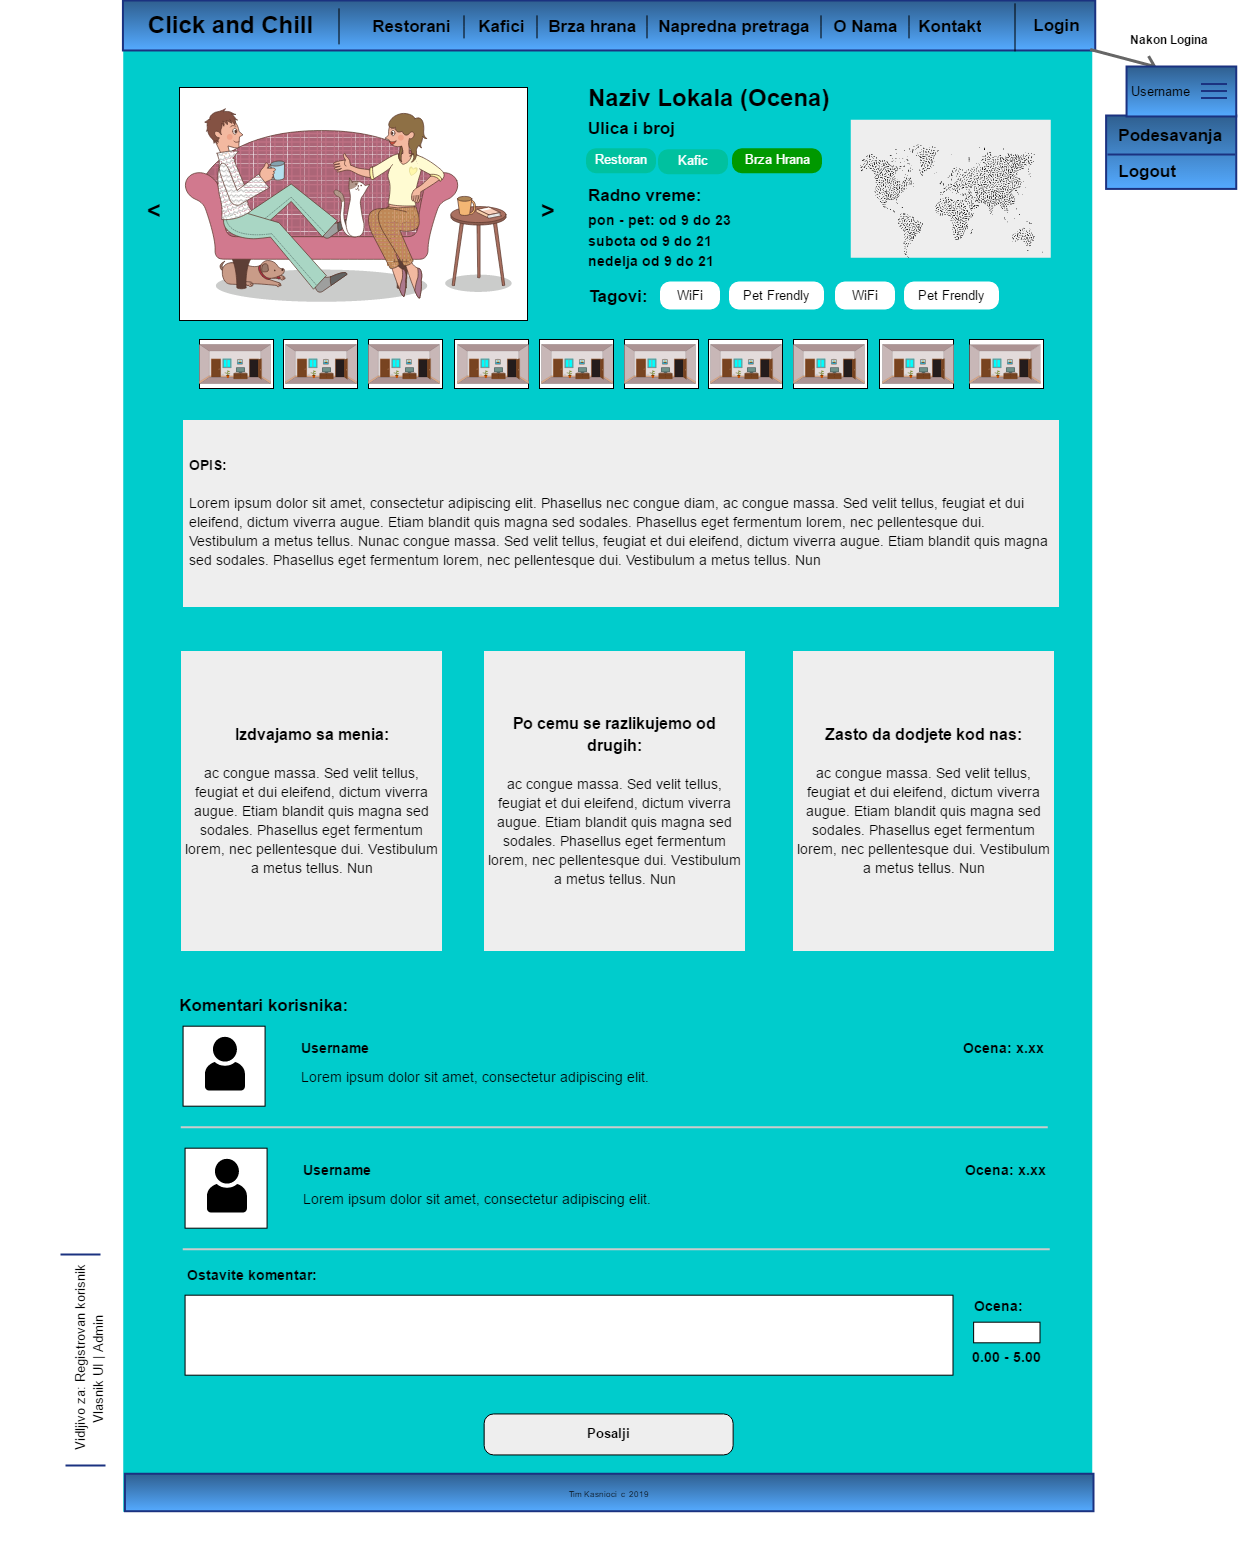 Click and Chill
Restorani
Kafici
Brza hrana
Napredna pretraga
O Nama
Kontakt
Login
Nakon Logina
Username
Podesavanja
Logout
<
>
Naziv Lokala (Ocena)
Ulica i broj
Restoran
Kafic
Brza Hrana
Radno vreme:
pon - pet: od 9 do 23
subota od 9 do 21
nedelja od 9 do 21
Tagovi:
WiFi
Pet Frendly
WiFi
Pet Frendly
OPIS:
Lorem ipsum dolor sit amet, consectetur adipiscing elit. Phasellus nec congue diam, ac congue massa. Sed velit tellus, feugiat et dui
eleifend, dictum viverra augue. Etiam blandit quis magna sed sodales. Phasellus eget fermentum lorem, nec pellentesque dui.
Vestibulum a metus tellus. Nunac congue massa. Sed velit tellus, feugiat et dui eleifend, dictum viverra augue. Etiam blandit quis magna
sed sodales. Phasellus eget fermentum lorem, nec pellentesque dui. Vestibulum a metus tellus. Nun
Izdvajamo sa menia:
ac congue massa. Sed velit tellus,
feugiat et dui eleifend, dictum viverra
augue. Etiam blandit quis magna sed
sodales. Phasellus eget fermentum
lorem, nec pellentesque dui. Vestibulum
a metus tellus. Nun
Po cemu se razlikujemo od
drugih:
ac congue massa. Sed velit tellus,
feugiat et dui eleifend, dictum viverra
augue. Etiam blandit quis magna sed
sodales. Phasellus eget fermentum
lorem, nec pellentesque dui. Vestibulum
a metus tellus. Nun
Zasto da dodjete kod nas:
ac congue massa. Sed velit tellus,
feugiat et dui eleifend, dictum viverra
augue. Etiam blandit quis magna sed
sodales. Phasellus eget fermentum
lorem, nec pellentesque dui. Vestibulum
a metus tellus. Nun
Komentari korisnika:
Username
Ocena: x.xx
Lorem ipsum dolor sit amet, consectetur adipiscing elit.
Username
Ocena: x.xx
Lorem ipsum dolor sit amet, consectetur adipiscing elit.
Ostavite komentar:
Ocena:
0.00 - 5.00
Vidljivo za: Registrovan korisnik
Vlasnik UI | Admin
Posalji
Tim Kasnioci c 2019